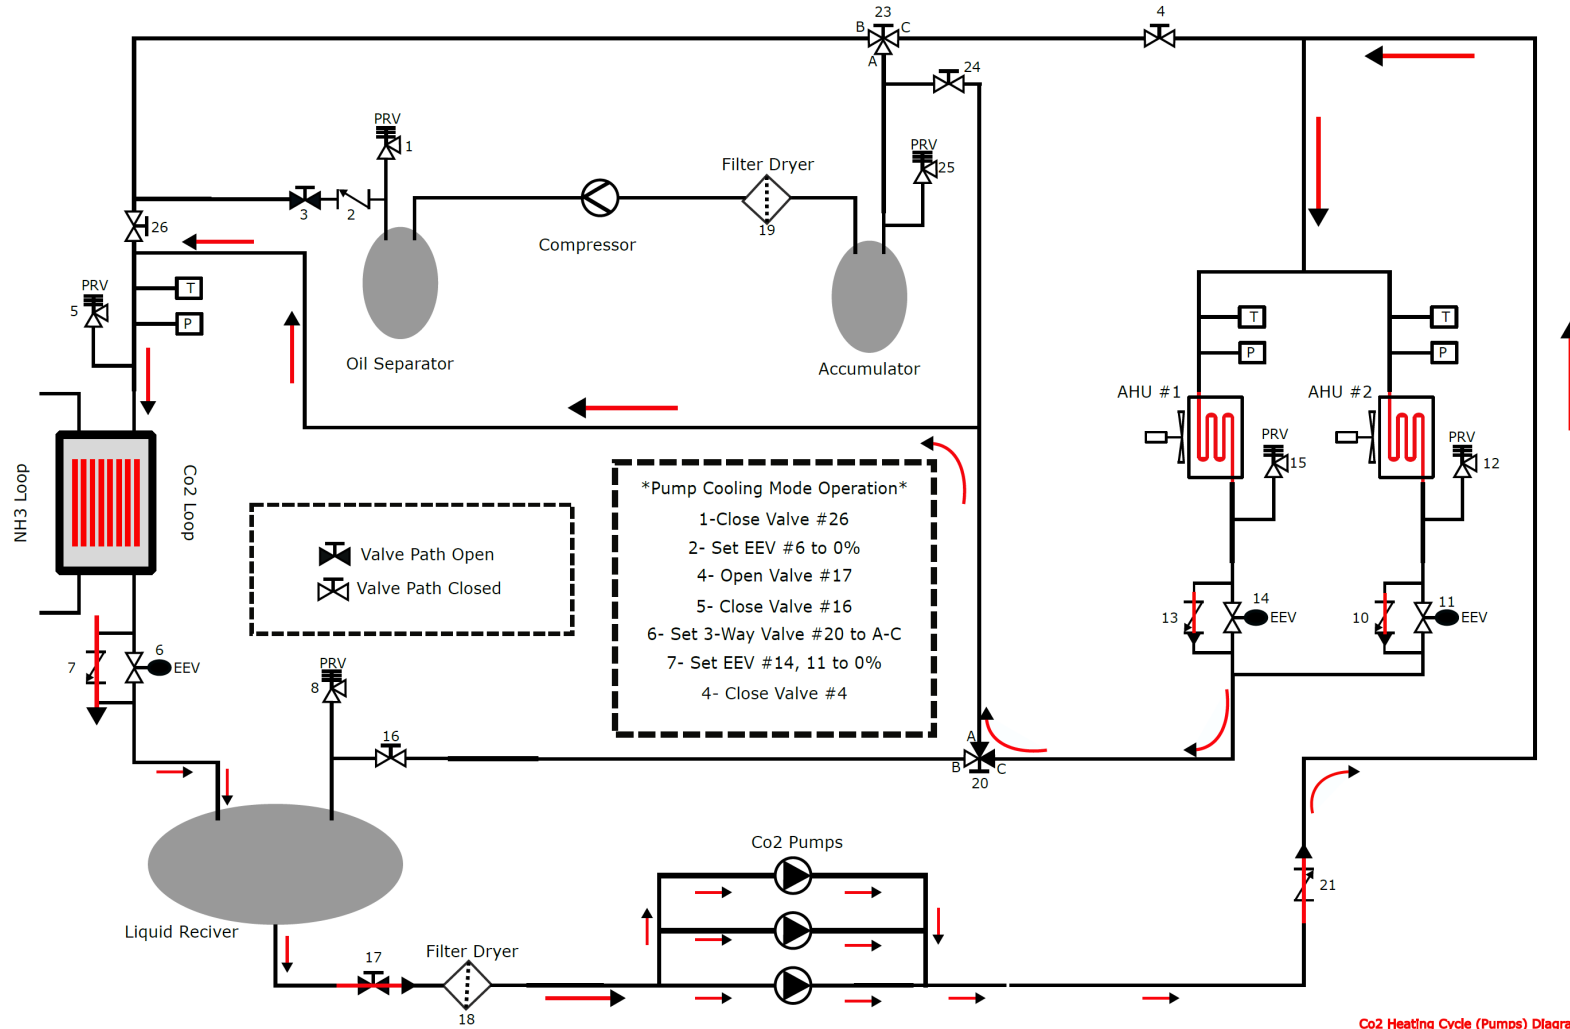 23
B
C
A
4
24
PRV
1
PRV
25
Filter Dryer
19
3
2
26
Compressor
PRV
5
T
P
Oil Separator
Accumulator
T
P
T
P
AHU #1
AHU #2
PRV
15
PRV
12
NH3 Loop
Co2 Loop
*Pump Cooling Mode Operation*
1-Close Valve #26
2- Set EEV #6 to 0%
4- Open Valve #17
5- Close Valve #16
6- Set 3-Way Valve #20 to A-C
7- Set EEV #14, 11 to 0%
4- Close Valve #4
Valve Path Open
Valve Path Closed
13
14
EEV
10
11
EEV
7
6
EEV
PRV
8
16
A
B
C
20
Co2 Pumps
21
Liquid Reciver
17
Filter Dryer
18
Co2 Heating Cycle (Pumps) Diagra